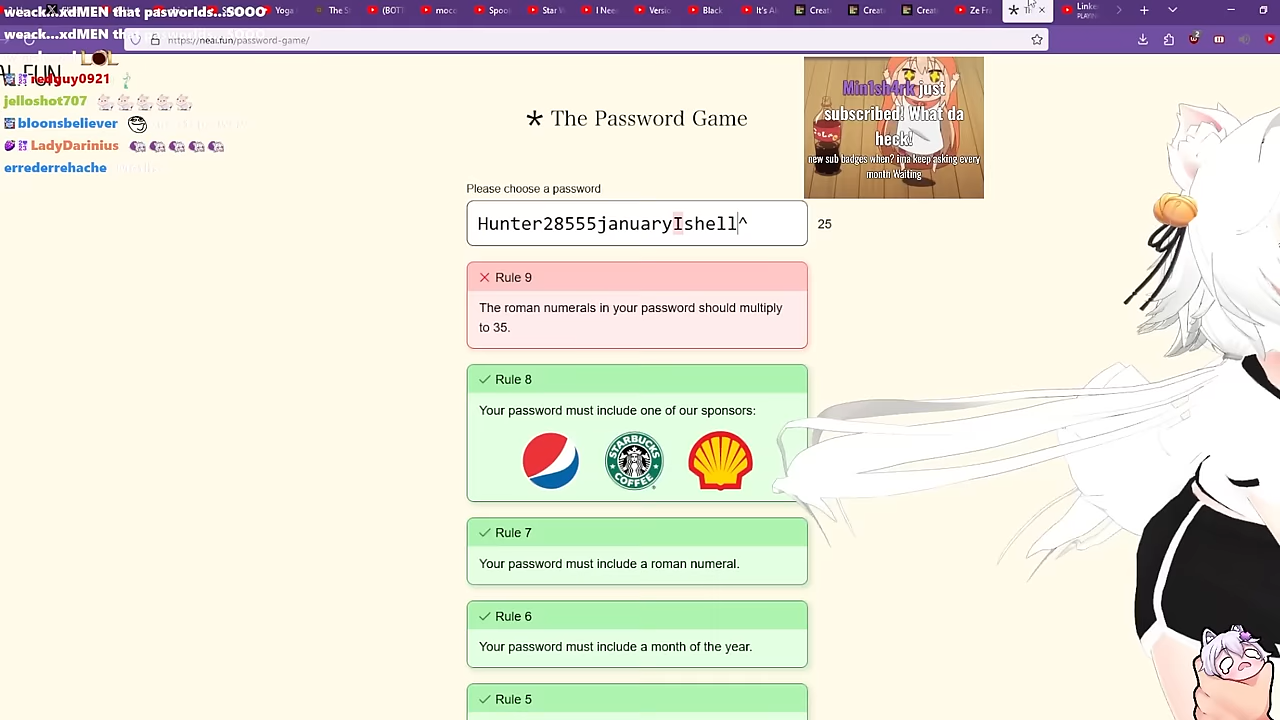 weack...xdMEN that pasworlds...SOOO
LOL
redguy0921
jelloshot707
bloonsbeliever
LadyDarinius
errederrehache
https://neal.fun/password-game/
* The Password Game
Min1sh4rk just
subscribed! What da
heck!
new sub badges when? ima keep asking every
month Waiting
Please choose a password
Hunter28555januaryIshell^
25
Rule 9
The roman numerals in your password should multiply
to 35.
Rule 8
Your password must include one of our sponsors:
STARBUCKS
COFFEE
Rule 7
Your password must include a roman numeral.
Rule 6
Your password must include a month of the year.
Rule 5